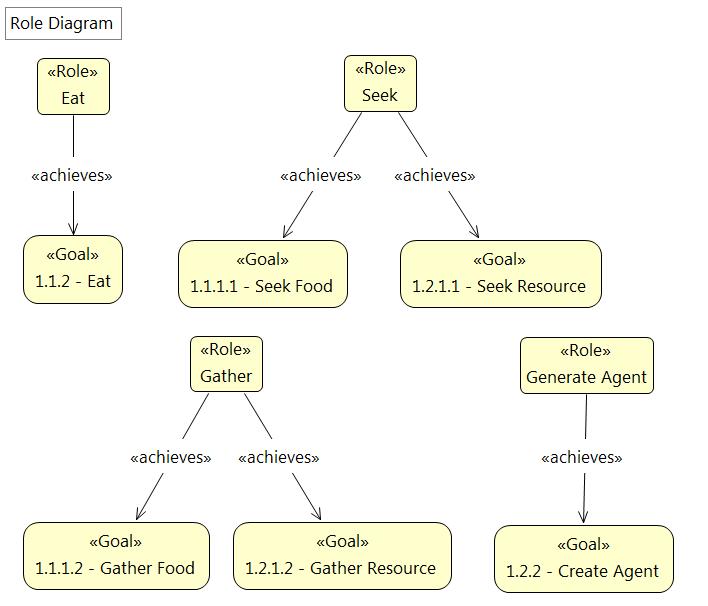 Role Diagram
«Role»
Eat
«achieves»
«Goal»
1.1.2 - Eat
«Role»
Seek
«achieves»
«achieves»
«Goal»
1.1.1.1 - Seek Food
«Goal»
1.2.1.1 - Seek Resource
«Role»
Gather
«achieves»
«achieves»
«Goal»
1.1.1.2 - Gather Food
«Goal»
1.2.1.2 - Gather Resource
«Role»
Generate Agent
«achieves»
«Goal»
1.2.2 - Create Agent